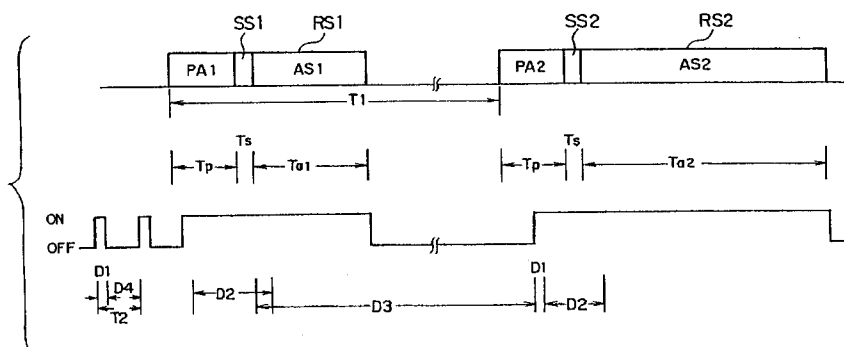 SS1 RS1 SS2 RS2
PA1 AS1 PA2 AS2
T1
Ts Ts
Tp Ta1 Tp Ta2
ON
OFF
D1 D4 D2 D3 D1 D2
T2